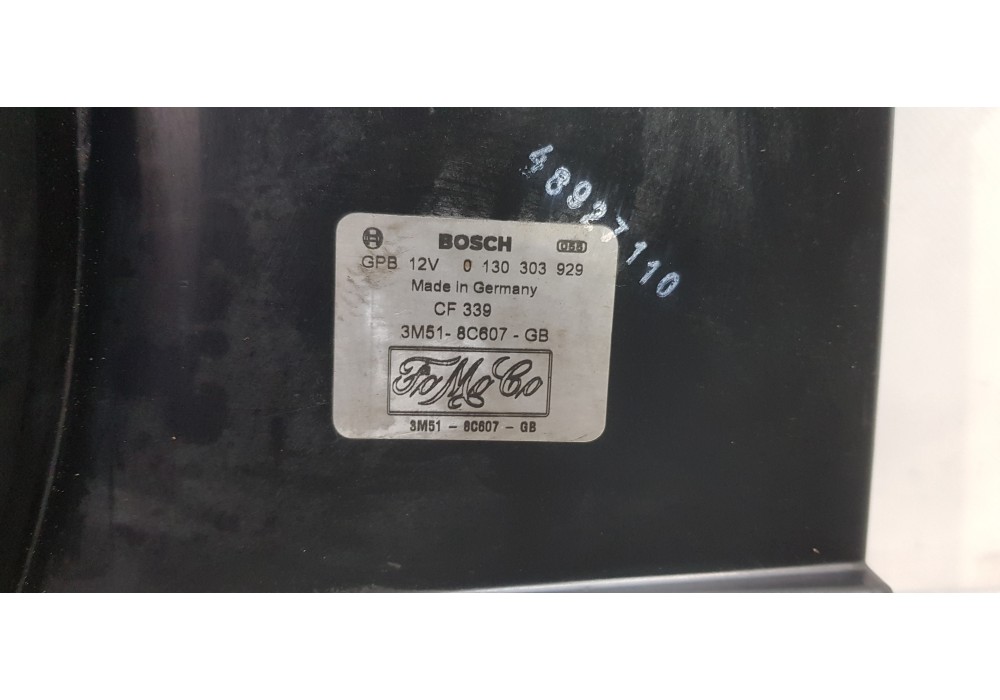 48927110
BOSCH
GPB 12V 0 130 303 929
Made in Germany
CF 339
3M51-8C607-GB
FoMoCo
3M51 - 8C607 - GB